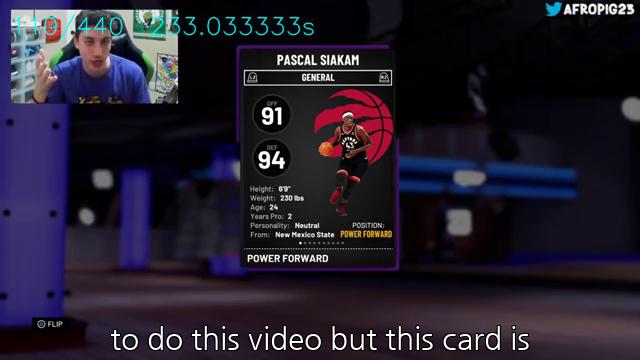 110/440 - 233.033333s
AFROPIG23
PASCAL SIAKAM
GENERAL
OFF
91
DEF
94
Height: 6'9"
Weight: 230 lbs
Age: 24
Years Pro: 2
Personality: Neutral
From: New Mexico State
POSITION:
POWER FORWARD
POWER FORWARD
FLIP
to do this video but this card is